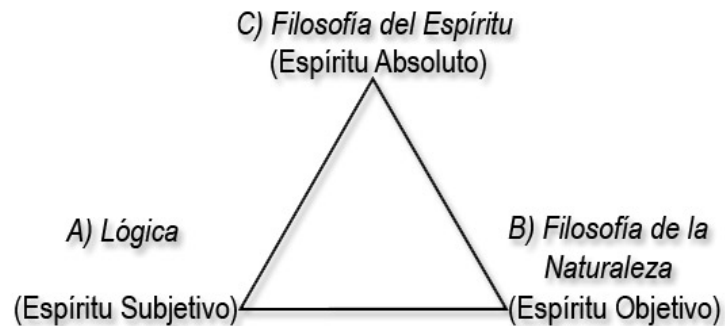 C) Filosofía del Espíritu
(Espíritu Absoluto)
A) Lógica
(Espíritu Subjetivo)
B) Filosofía de la
Naturaleza
(Espíritu Objetivo)